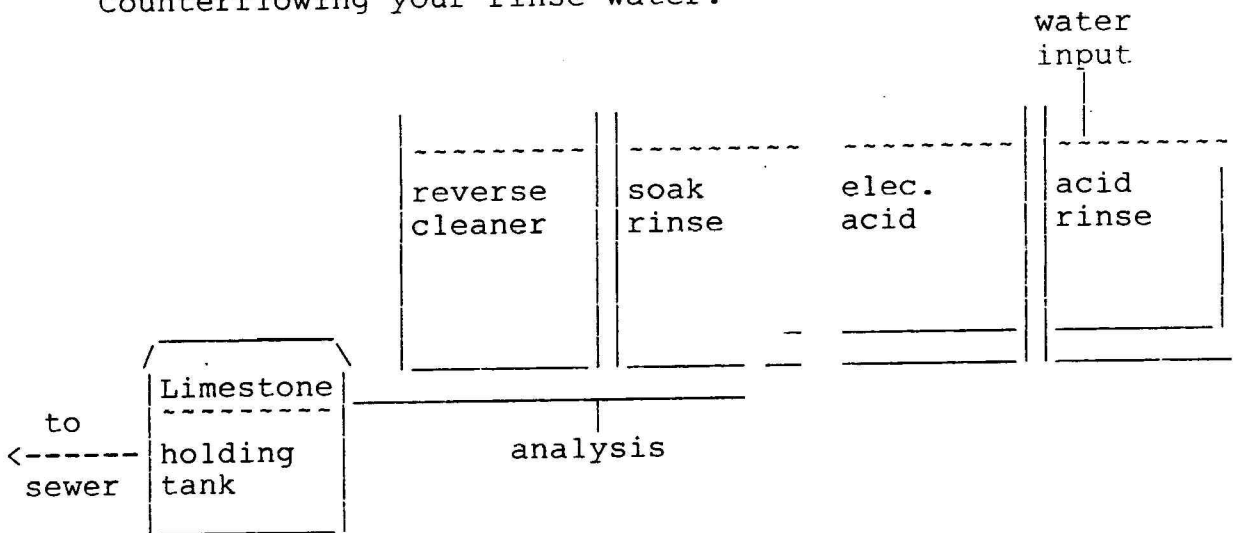 Counterflowing your rinse water.
water
input
reverse
cleaner
soak
rinse
elec.
acid
acid
rinse
Limestone
holding
tank
to
<------
sewer
analysis